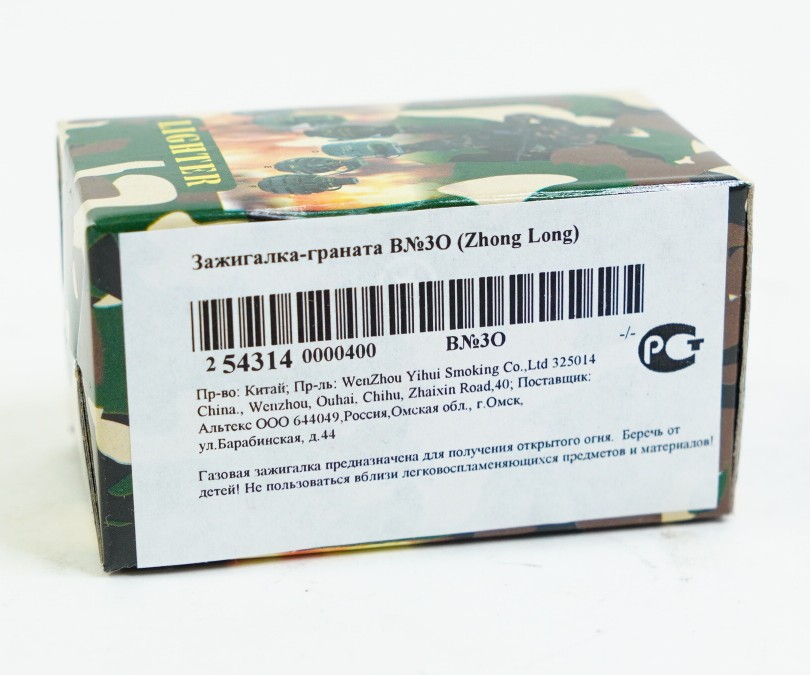 LIGHTER
Зажигалка-граната B№3O (Zhong Long)
2 54314 0000400
B№3O
-/-
РСТ
Пр-во: Китай; Пр-ль: WenZhou Yihui Smoking Co.,Ltd 325014
China., Wenzhou, Ouhai, Chihu, Zhaixin Road,40; Поставщик:
Альтекс ООО 644049,Россия,Омская обл., г.Омск,
ул.Барабинская, д.44
Газовая зажигалка предназначена для получения открытого огня. Беречь от
детей! Не пользоваться вблизи легковоспламеняющихся предметов и материалов!